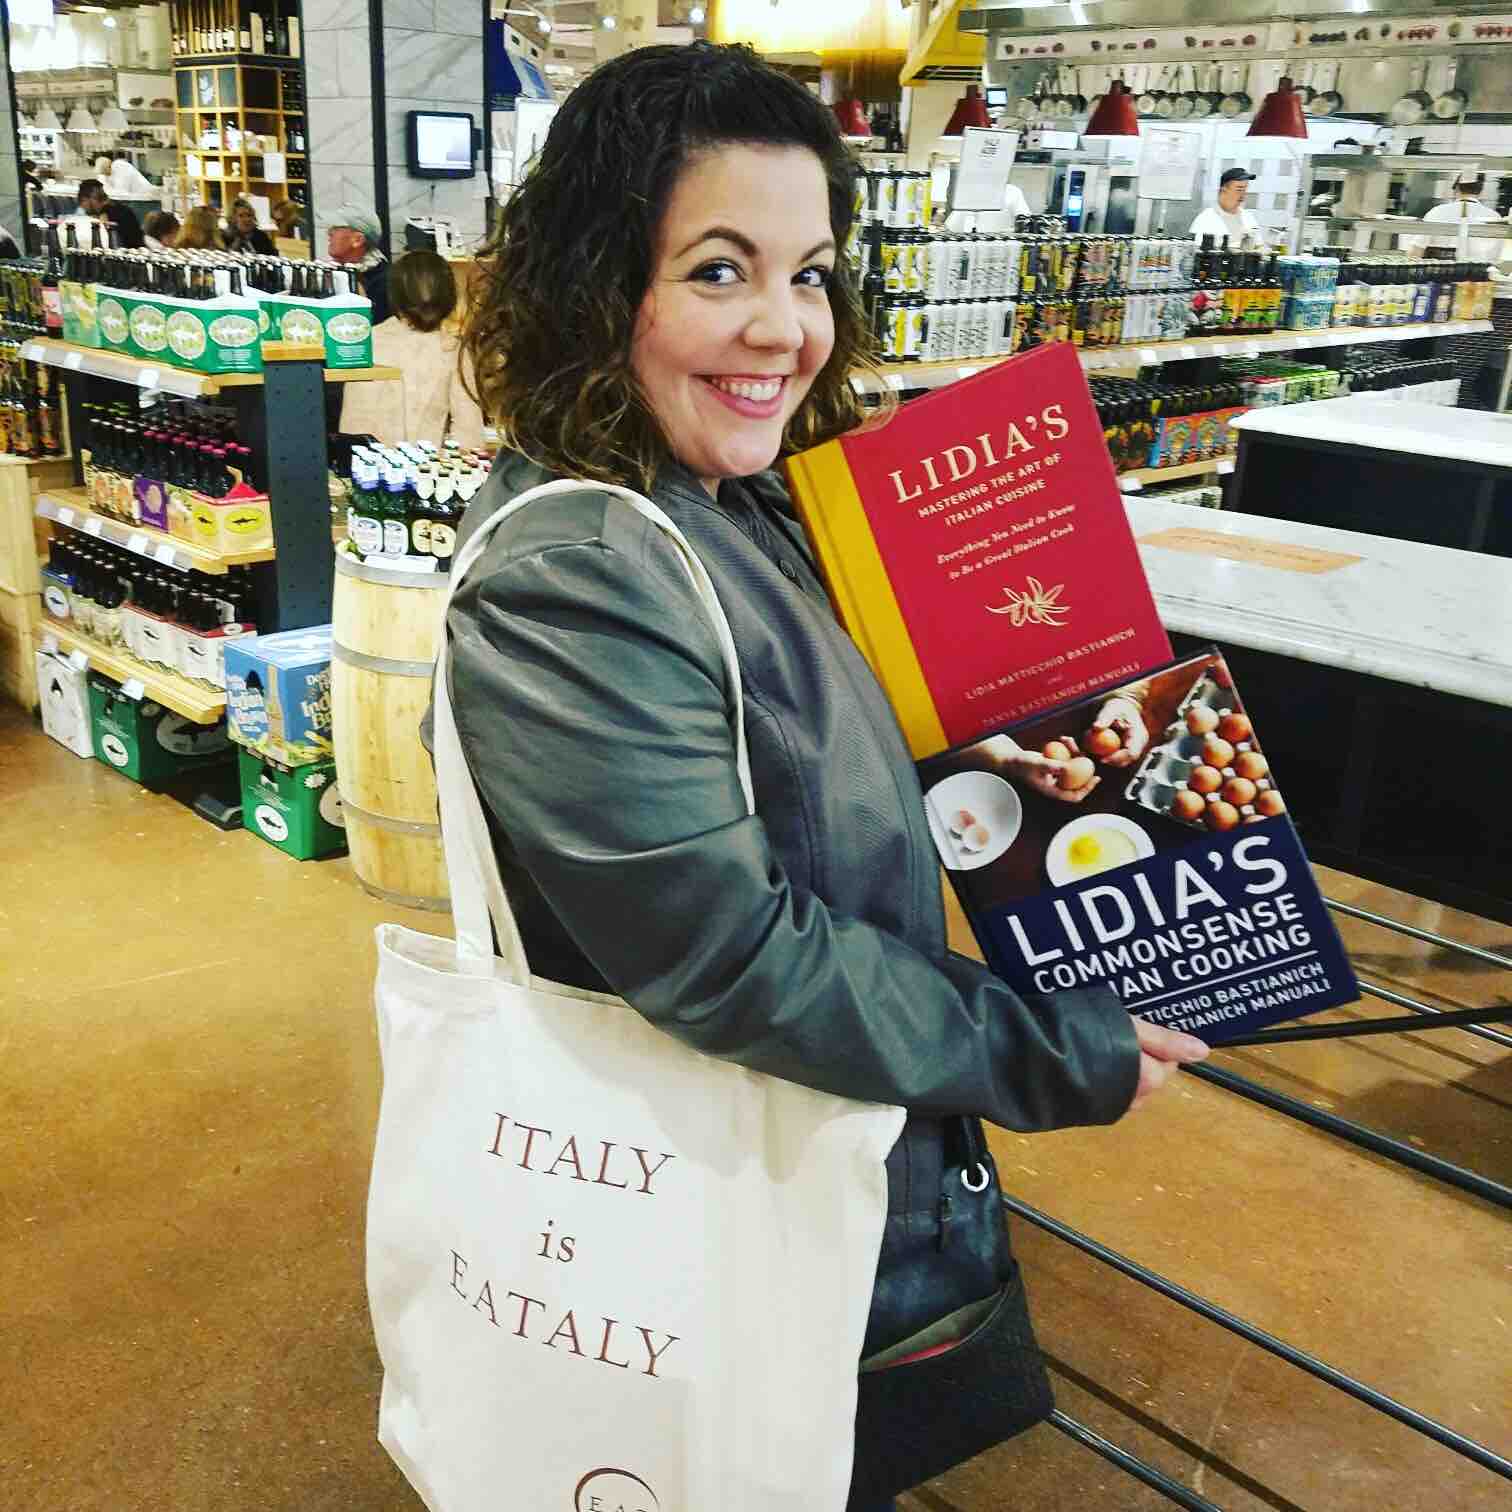 LIDIA'S
MASTERING THE ART OF
ITALIAN CUISINE
Everything You Need to Know
to Be a Great Italian Cook
LIDIA MATTICCHIO BASTIANICH
and
TANYA BASTIANICH MANUALI
LIDIA'S
COMMONSENSE
IAN COOKING
TTICCHIO BASTIANICH
STIANICH MANUALI
ITALY
is
EATALY